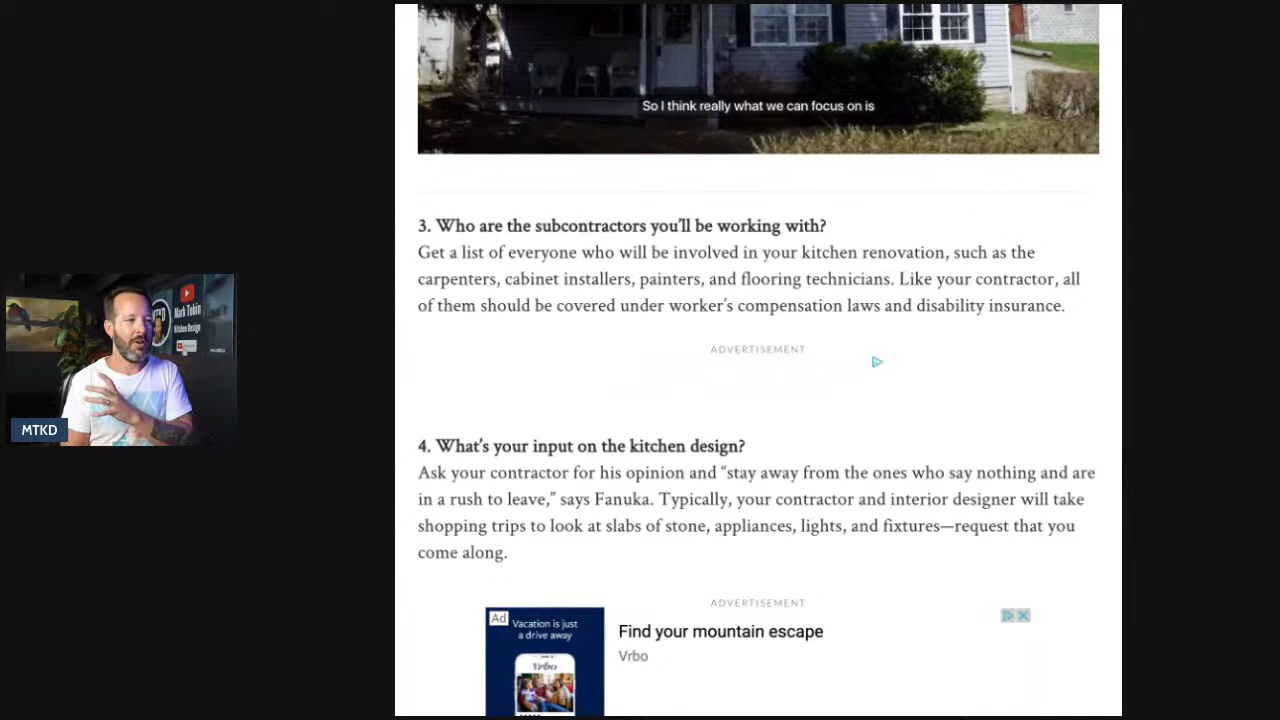 So I think really what we can focus on is
3. Who are the subcontractors you'll be working with?
Get a list of everyone who will be involved in your kitchen renovation, such as the
carpenters, cabinet installers, painters, and flooring technicians. Like your contractor, all
of them should be covered under worker's compensation laws and disability insurance.
ADVERTISEMENT
Mark Tobin
Kitchen Design
MTKD
4. What's your input on the kitchen design?
Ask your contractor for his opinion and “stay away from the ones who say nothing and are
in a rush to leave,” says Fanuka. Typically, your contractor and interior designer will take
shopping trips to look at slabs of stone, appliances, lights, and fixtures—request that you
come along.
ADVERTISEMENT
Ad
Vacation is just
a drive away
Vrbo
Find your mountain escape
Vrbo